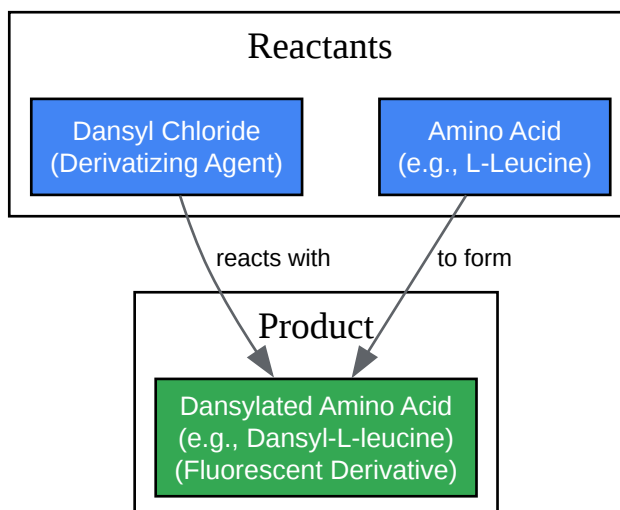 Reactants
Dansyl Chloride
(Derivatizing Agent)
Amino Acid
(e.g., L-Leucine)
reacts with
to form
Product
Dansylated Amino Acid
(e.g., Dansyl-L-leucine)
(Fluorescent Derivative)